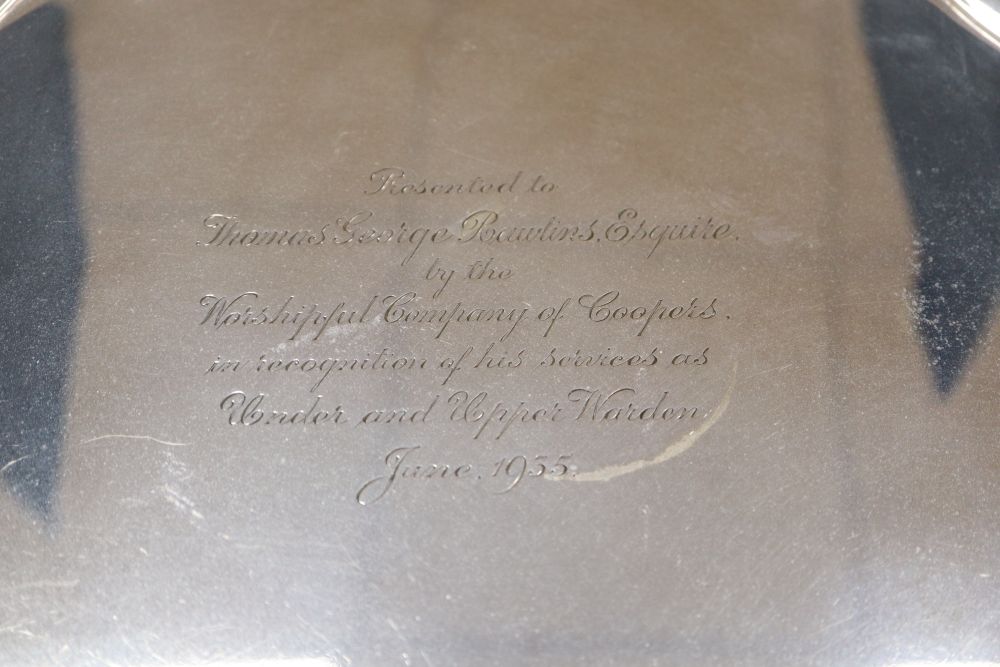 Presented to
Thomas George Rawlins, Esquire.
by the
Worshipful Company of Coopers.
in recognition of his services as
Under and Upper Warden
June, 1955.